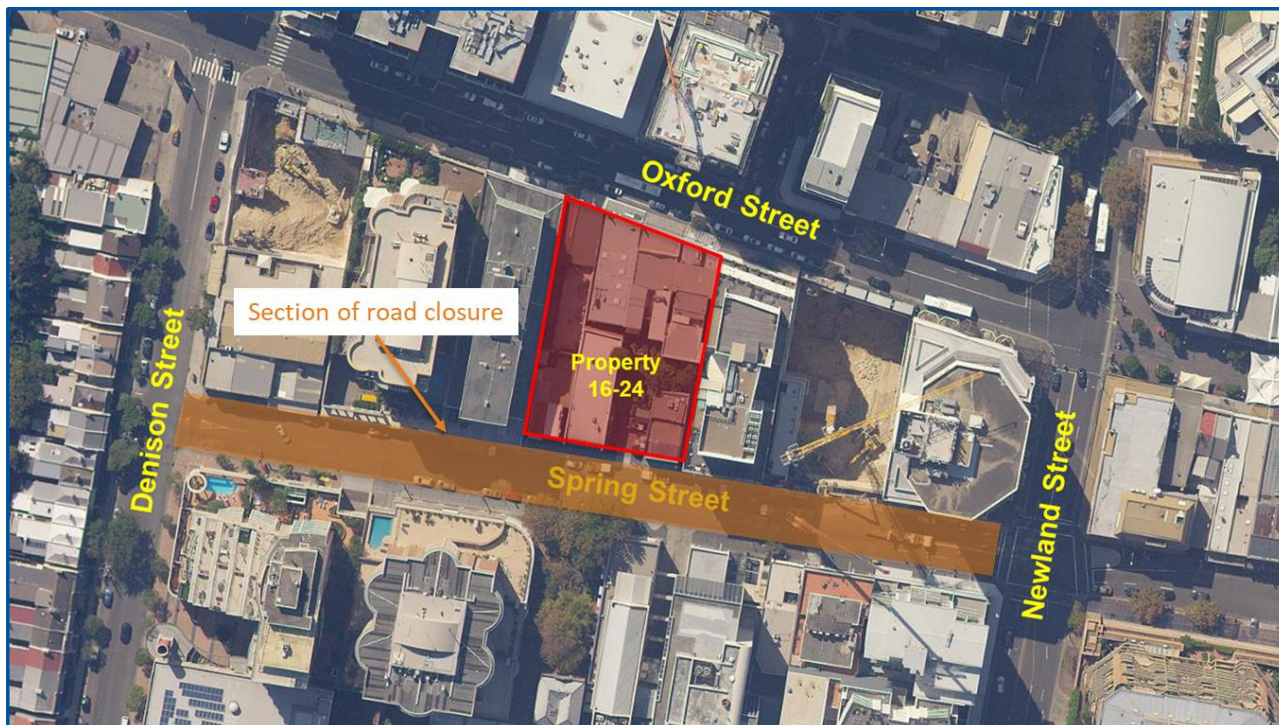 Oxford Street
Section of road closure
Denison Street
Property
16-24
Spring Street
Newland Street